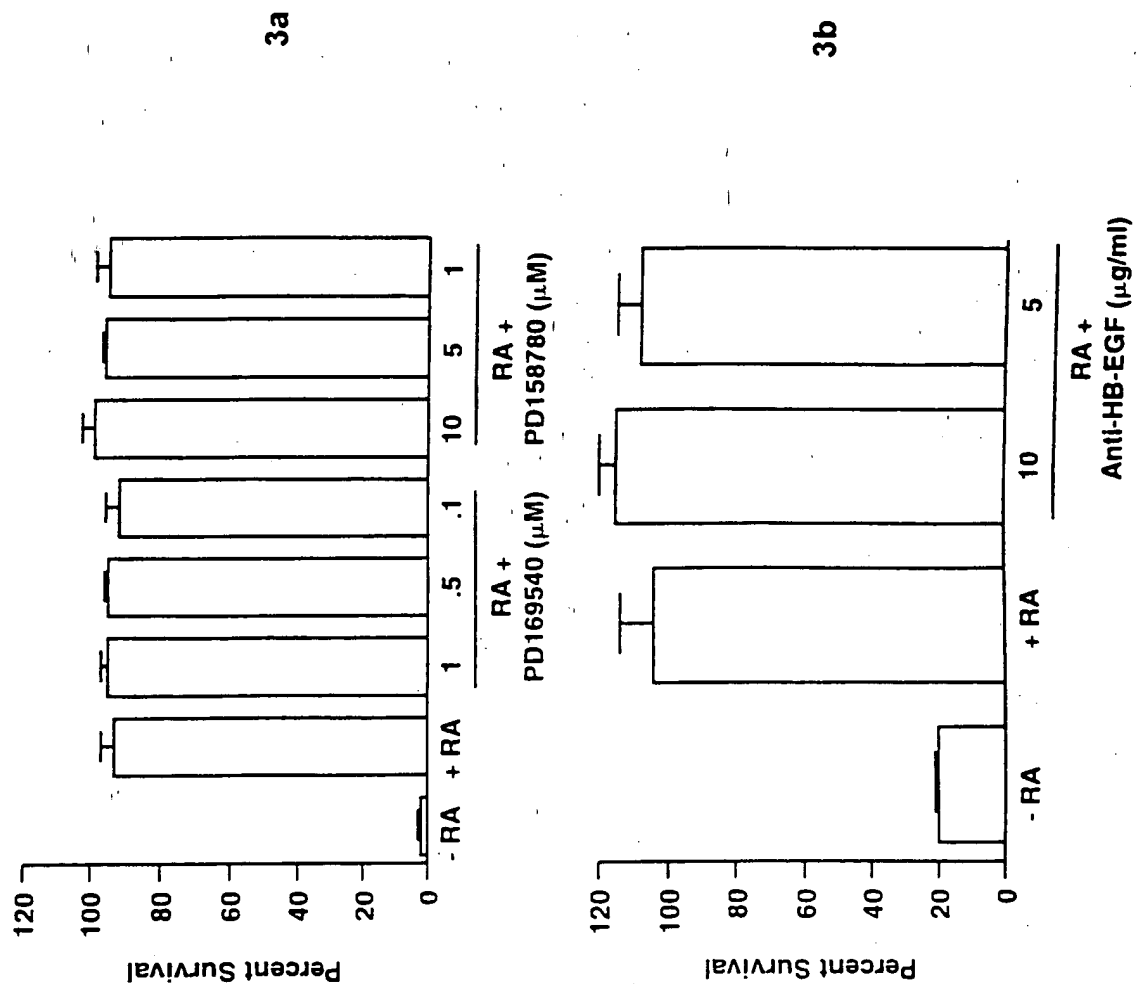 3a
Percent Survival
120
100
80
60
40
20
0
- RA
+ RA
1
.5
.1
10
5
1
RA +
PD169540 (µM)
RA +
PD158780 (µM)
3b
Percent Survival
120
100
80
60
40
20
0
- RA
+ RA
10
5
RA +
Anti-HB-EGF (µg/ml)